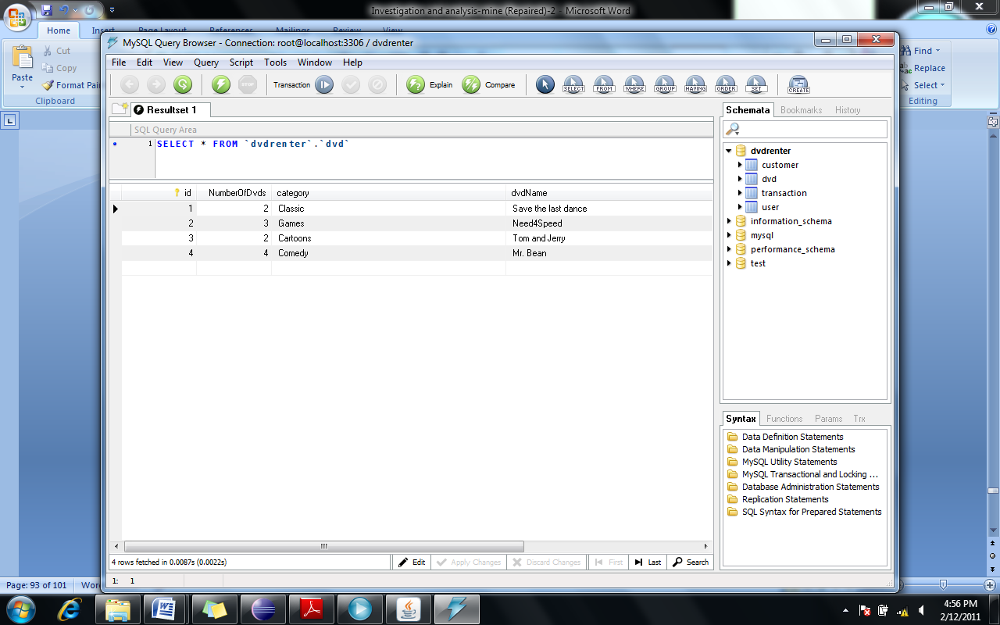 Investigation and analysis-mine (Repaired)-2 - Microsoft Word
Home Insert Page Layout References Mailings Review View
Cut
Copy
Format Pain
Paste
Clipboard
Find
Replace
Select
Editing
MySQL Query Browser - Connection: root@localhost:3306 / dvdrenter
File Edit View Query Script Tools Window Help
STOP Transaction Explain Compare SELECT FROM WHERE GROUP HAVING ORDER SET CREATE
Resultset 1
SQL Query Area
1 SELECT * FROM `dvdrenter`.`dvd`
id NumberOfDvds category dvdName
1 2 Classic Save the last dance
2 3 Games Need4Speed
3 2 Cartoons Tom and Jerry
4 4 Comedy Mr. Bean
4 rows fetched in 0.0087s (0.0022s)
Edit Apply Changes Discard Changes First Last Search
1: 1
Schemata Bookmarks History
dvdrenter
customer
dvd
transaction
user
information_schema
mysql
performance_schema
test
Syntax Functions Params Trx
Data Definition Statements
Data Manipulation Statements
MySQL Utility Statements
MySQL Transactional and Locking ...
Database Administration Statements
Replication Statements
SQL Syntax for Prepared Statements
Page: 93 of 101 Word
4:56 PM
2/12/2011